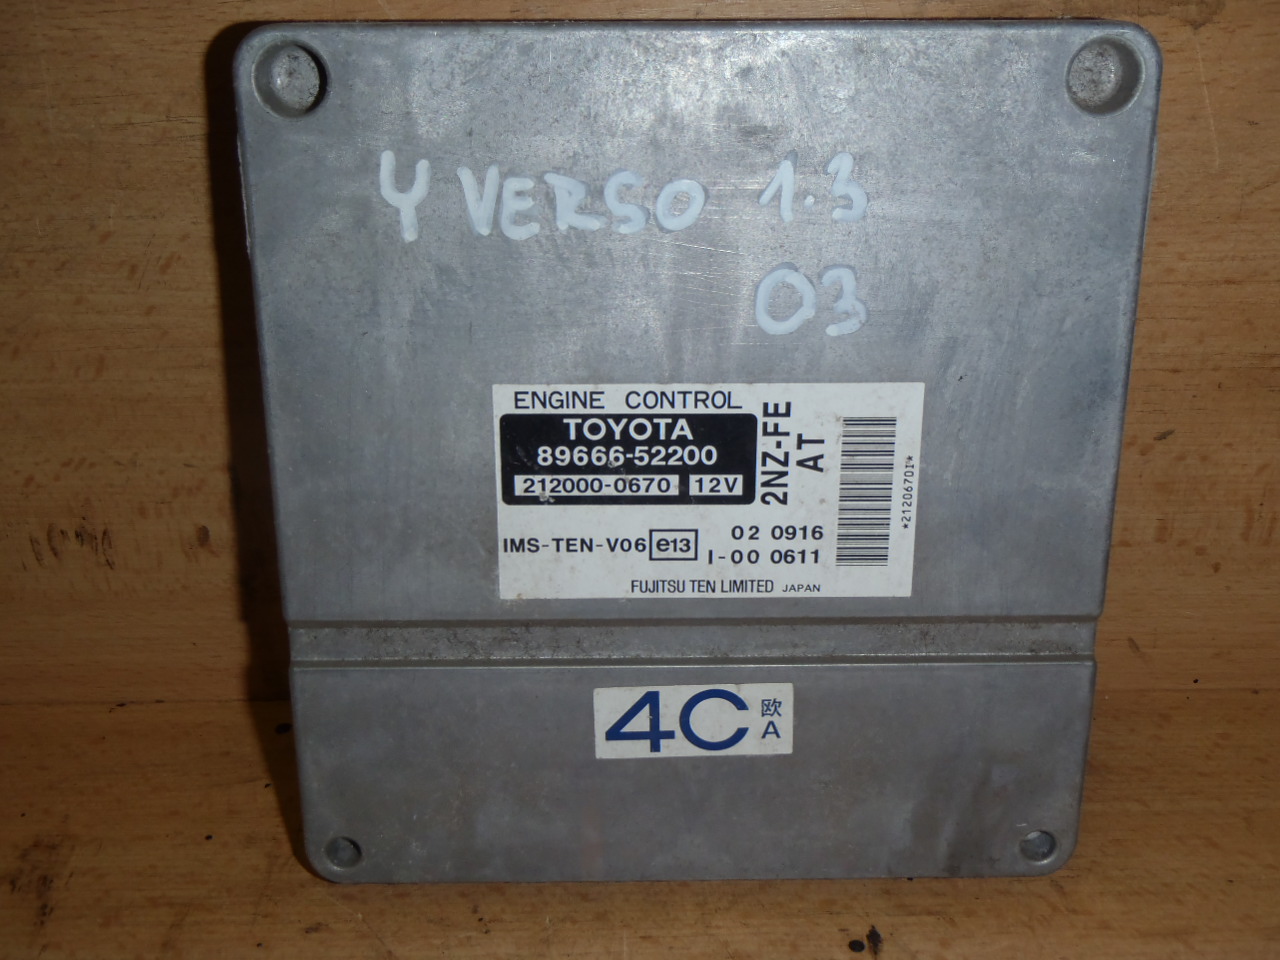 Y VERSO 1.3
03
ENGINE CONTROL
TOYOTA
89666-52200
212000-0670 12V
2NZ-FE
AT
*2120670I*
IMS-TEN-V06 e13
02 0916
I-00 0611
FUJITSU TEN LIMITED JAPAN
4C 欧
A